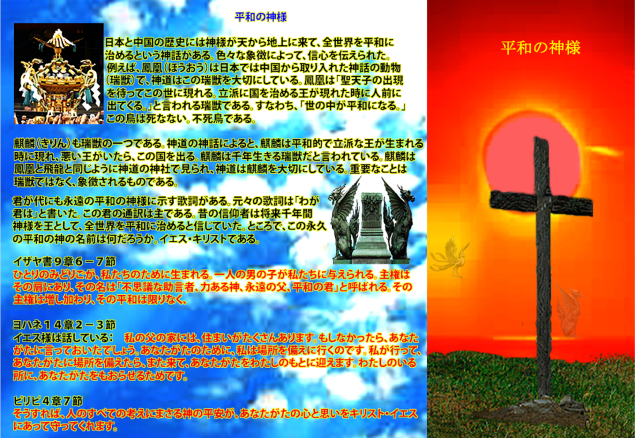 平和の神様
日本と中国の歴史には神様が天から地上に来て、全世界を平和に
治めるという神話がある。色々な象徴によって、信心を伝えられた。
例えば、鳳凰（ほうおう）は日本では中国から取り入れた神話の動物
（瑞獣）で、神道はこの瑞獣を大切にしている。鳳凰は「聖天子の出現
を待ってこの世に現れる。立派に国を治める王が現れた時に人前に
出てくる。」と言われる瑞獣である。すなわち、「世の中が平和になる。」
この鳥は死なない。不死鳥である。
麒麟（きりん）も瑞獣の一つである。神道の神話によると、麒麟は平和的で立派な王が生まれる
時に現れ、悪い王がいたら、この国を出る。麒麟は千年生きる瑞獣だと言われている。麒麟は
鳳凰と飛龍と同じように神道の神社で見られ、神道は麒麟を大切にしている。重要なことは
瑞獣ではなく、象徴されるものである。
君が代にも永遠の平和の神様に示す歌詞がある。元々の歌詞は「わが
君は」と書いた。この君の通訳は主である。昔の信仰者は将来千年間
神様を王として、全世界を平和に治めると信じていた。ところで、この永久
の平和の神の名前は何だろうか。イエス・キリストである。
イザヤ書９章６－７節
ひとりのみどりごが、私たちのために生まれる。一人の男の子が私たちに与えられる。主権は
その肩にあり、その名は「不思議な助言者、力ある神、永遠の父、平和の君」と呼ばれる。その
主権は増し加わり、その平和は限りなく。
ヨハネ１４章２－３節
イエス様は話している：　私の父の家には、住まいがたくさんあります。もしなかったら、あなた
がたに言っておいたでしょう。あなたがたのために、私は場所を備えに行くのです。私が行って、
あなたがたに場所を備えたら、また来て、あなたがたをわたしのもとに迎えます。わたしのいる
所に、あなたがたをもおらせるためです。
ピリピ４章７節
そうすれば、人のすべての考えにまさる神の平安が、あなたがたの心と思いをキリスト・イエス
にあって守ってくれます。
平和の神様